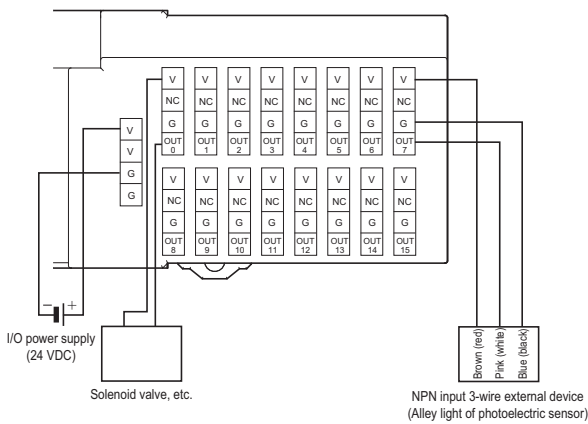 V V V V V V V V
NC NC NC NC NC NC NC NC
G G G G G G G G
OUT 0 OUT 1 OUT 2 OUT 3 OUT 4 OUT 5 OUT 6 OUT 7
V
V
G
G
V V V V V V V V
NC NC NC NC NC NC NC NC
G G G G G G G G
OUT 8 OUT 9 OUT 10 OUT 11 OUT 12 OUT 13 OUT 14 OUT 15
− +
I/O power supply
(24 VDC)
Solenoid valve, etc.
Brown (red)
Pink (white)
Blue (black)
NPN input 3-wire external device
(Alley light of photoelectric sensor)